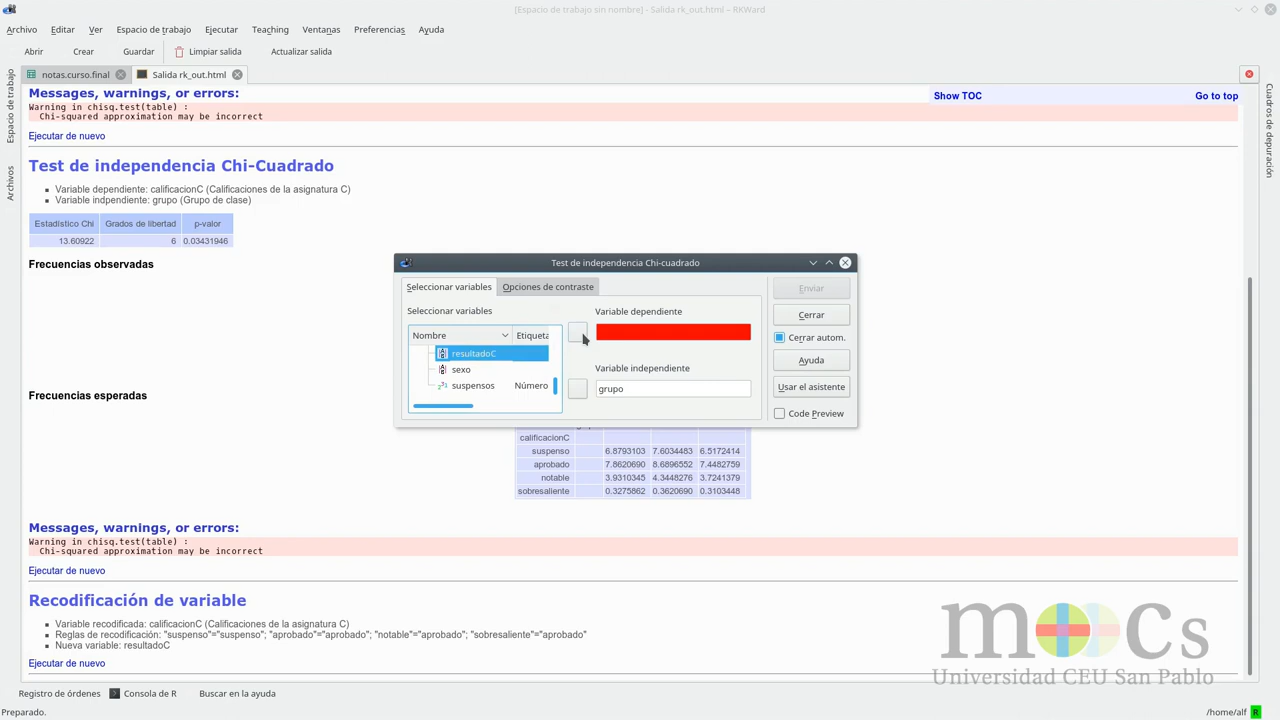 [Espacio de trabajo sin nombre] - Salida rk_out.html – RKWard
Archivo Editar Ver Espacio de trabajo Ejecutar Teaching Ventanas Preferencias Ayuda
Abrir Crear Guardar Limpiar salida Actualizar salida
notas.curso.final Salida rk_out.html
Espacio de trabajo
Archivos
Cuadros de depuración
Show TOC Go to top
Messages, warnings, or errors:
Warning in chisq.test(table) :
Chi-squared approximation may be incorrect
Ejecutar de nuevo
Test de independencia Chi-Cuadrado
Variable dependiente: calificacionC (Calificaciones de la asignatura C)
Variable indpendiente: grupo (Grupo de clase)
Estadístico Chi Grados de libertad p-valor
13.60922 6 0.03431946
Frecuencias observadas
Frecuencias esperadas
Test de independencia Chi-cuadrado
Seleccionar variables Opciones de contraste
Seleccionar variables
Nombre Etiqueta
resultadoC
sexo
suspensos Número
Variable dependiente
Variable independiente
grupo
Enviar
Cerrar
Cerrar autom.
Ayuda
Usar el asistente
Code Preview
calificacionC
suspenso 6.8793103 7.6034483 6.5172414
aprobado 7.8620690 8.6896552 7.4482759
notable 3.9310345 4.3448276 3.7241379
sobresaliente 0.3275862 0.3620690 0.3103448
Messages, warnings, or errors:
Warning in chisq.test(table) :
Chi-squared approximation may be incorrect
Ejecutar de nuevo
Recodificación de variable
Variable recodificada: calificacionC (Calificaciones de la asignatura C)
Reglas de recodificación: "suspenso"="suspenso"; "aprobado"="aprobado"; "notable"="aprobado"; "sobresaliente"="aprobado"
Nueva variable: resultadoC
Ejecutar de nuevo
moocs
Universidad CEU San Pablo
Registro de órdenes Consola de R Buscar en la ayuda
Preparado. /home/alf R